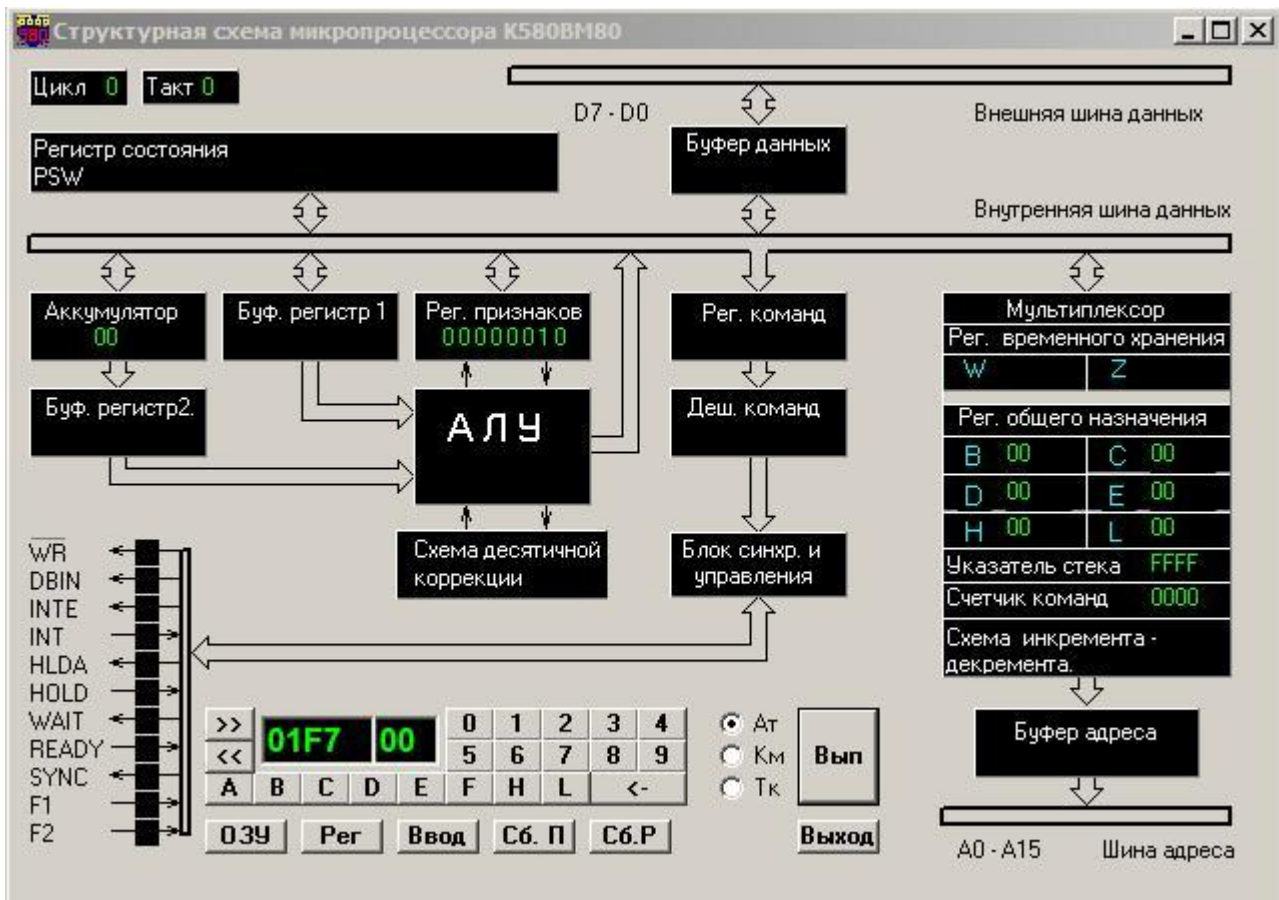 Структурная схема микропроцессора К580ВМ80
Цикл 0 Такт 0
D7 - D0
Внешняя шина данных
Регистр состояния
PSW
Буфер данных
Внутренняя шина данных
Аккумулятор
00
Буф. регистр 1
Рег. признаков
00000010
Рег. команд
Мультиплексор
Рег. временного хранения
W Z
Буф. регистр2.
АЛУ
Деш. команд
Рег. общего назначения
B 00 C 00
D 00 E 00
H 00 L 00
Схема десятичной
коррекции
Блок синхр. и
управления
Указатель стека FFFF
Счетчик команд 0000
Схема инкремента -
декремента.
WR
DBIN
INTE
INT
HLDA
HOLD
WAIT
READY
SYNC
F1
F2
>> 01F7 00 0 1 2 3 4
<< 5 6 7 8 9
A B C D E F H L <-
ОЗУ Рег Ввод Сб. П Сб.Р
Ат
Км
Тк
Вып
Выход
Буфер адреса
A0 - A15 Шина адреса